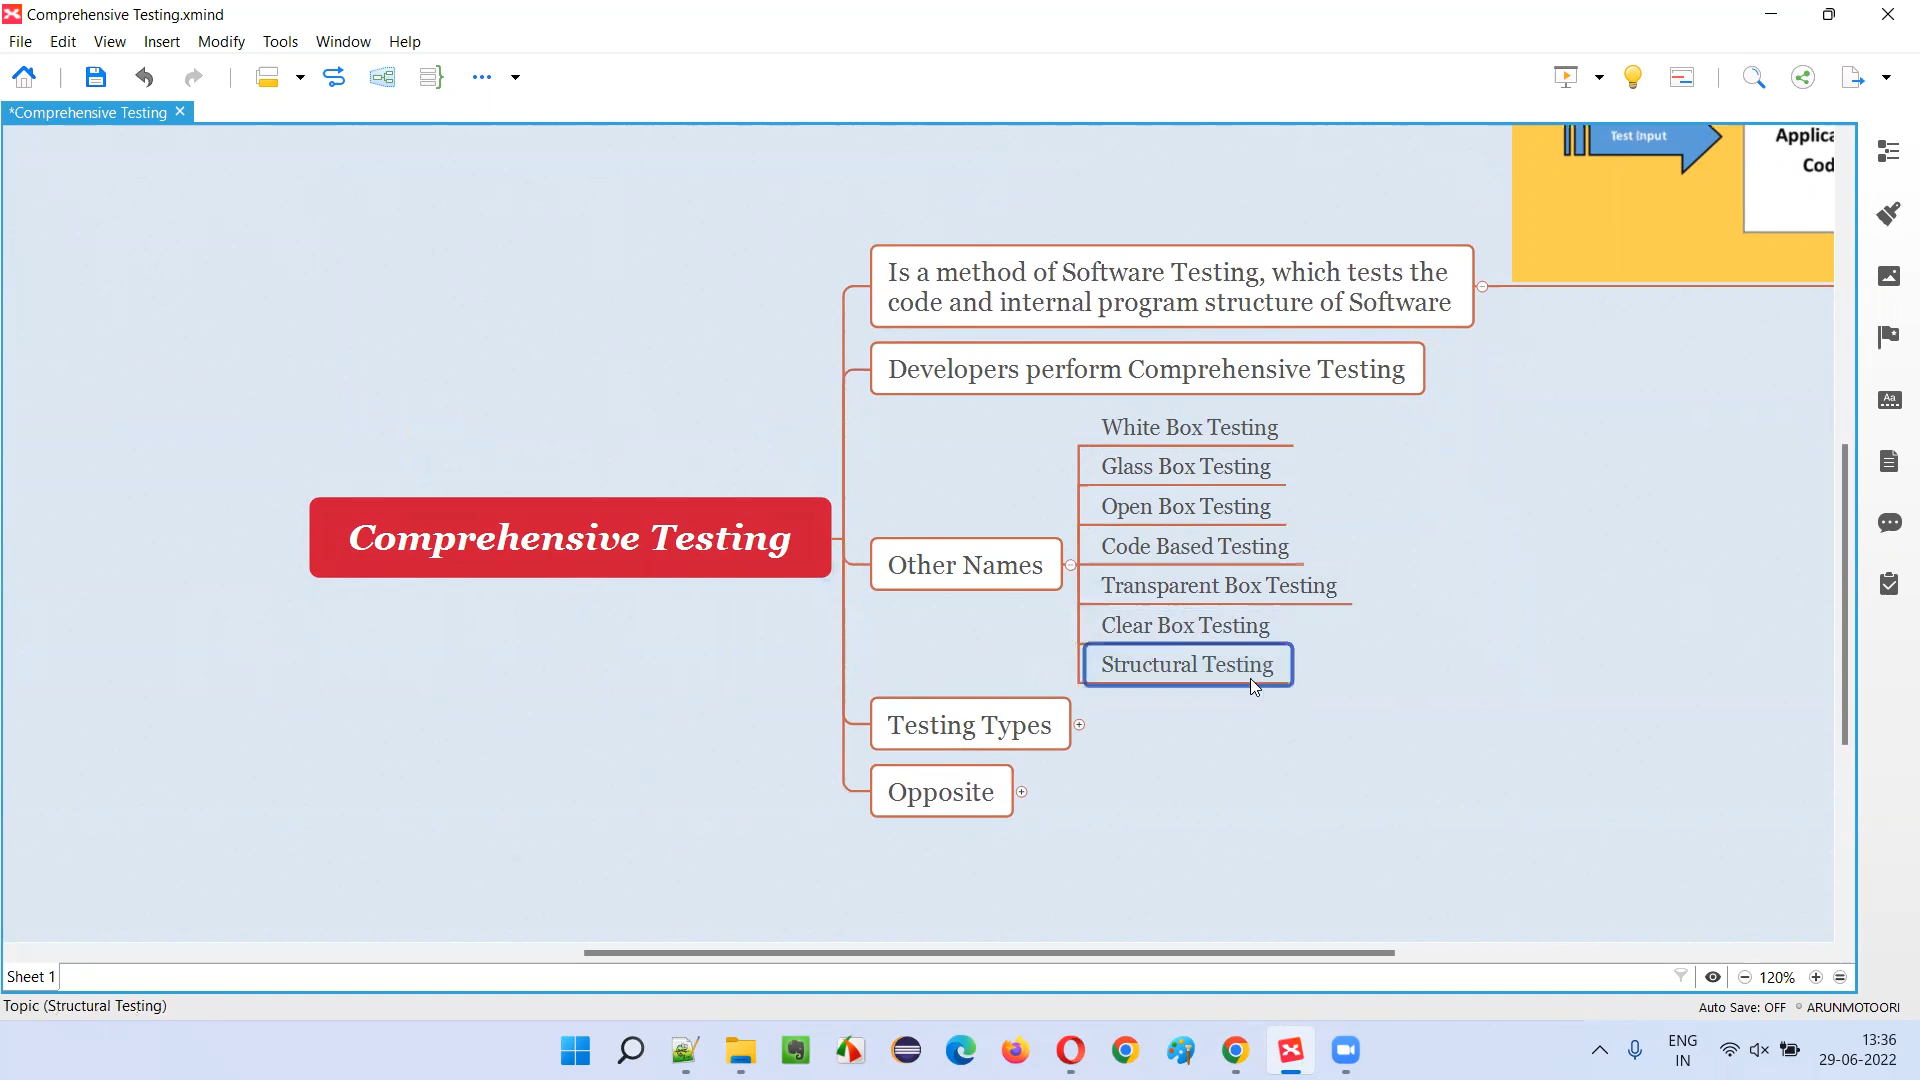 Comprehensive Testing.xmind
File Edit View Insert Modify Tools Window Help
*Comprehensive Testing
Test Input
Applica
Cod
Is a method of Software Testing, which tests the
code and internal program structure of Software
Developers perform Comprehensive Testing
White Box Testing
Glass Box Testing
Open Box Testing
Code Based Testing
Transparent Box Testing
Clear Box Testing
Structural Testing
Comprehensive Testing
Other Names
Testing Types
Opposite
Aa
Sheet 1
120%
Topic (Structural Testing)
Auto Save: OFF ARUNMOTOORI
ENG
IN
13:36
29-06-2022